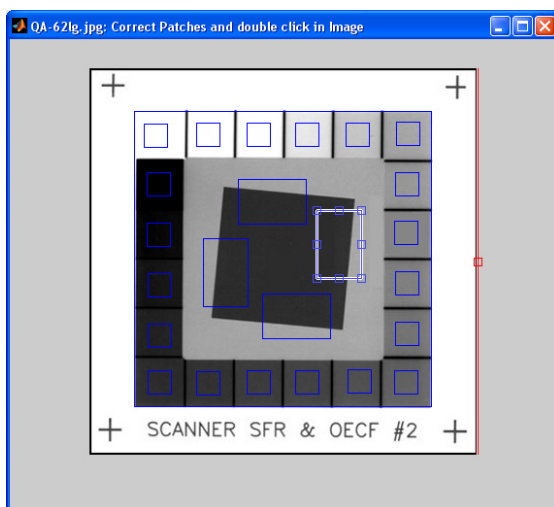 QA-62lg.jpg: Correct Patches and double click in Image
SCANNER SFR & OECF #2